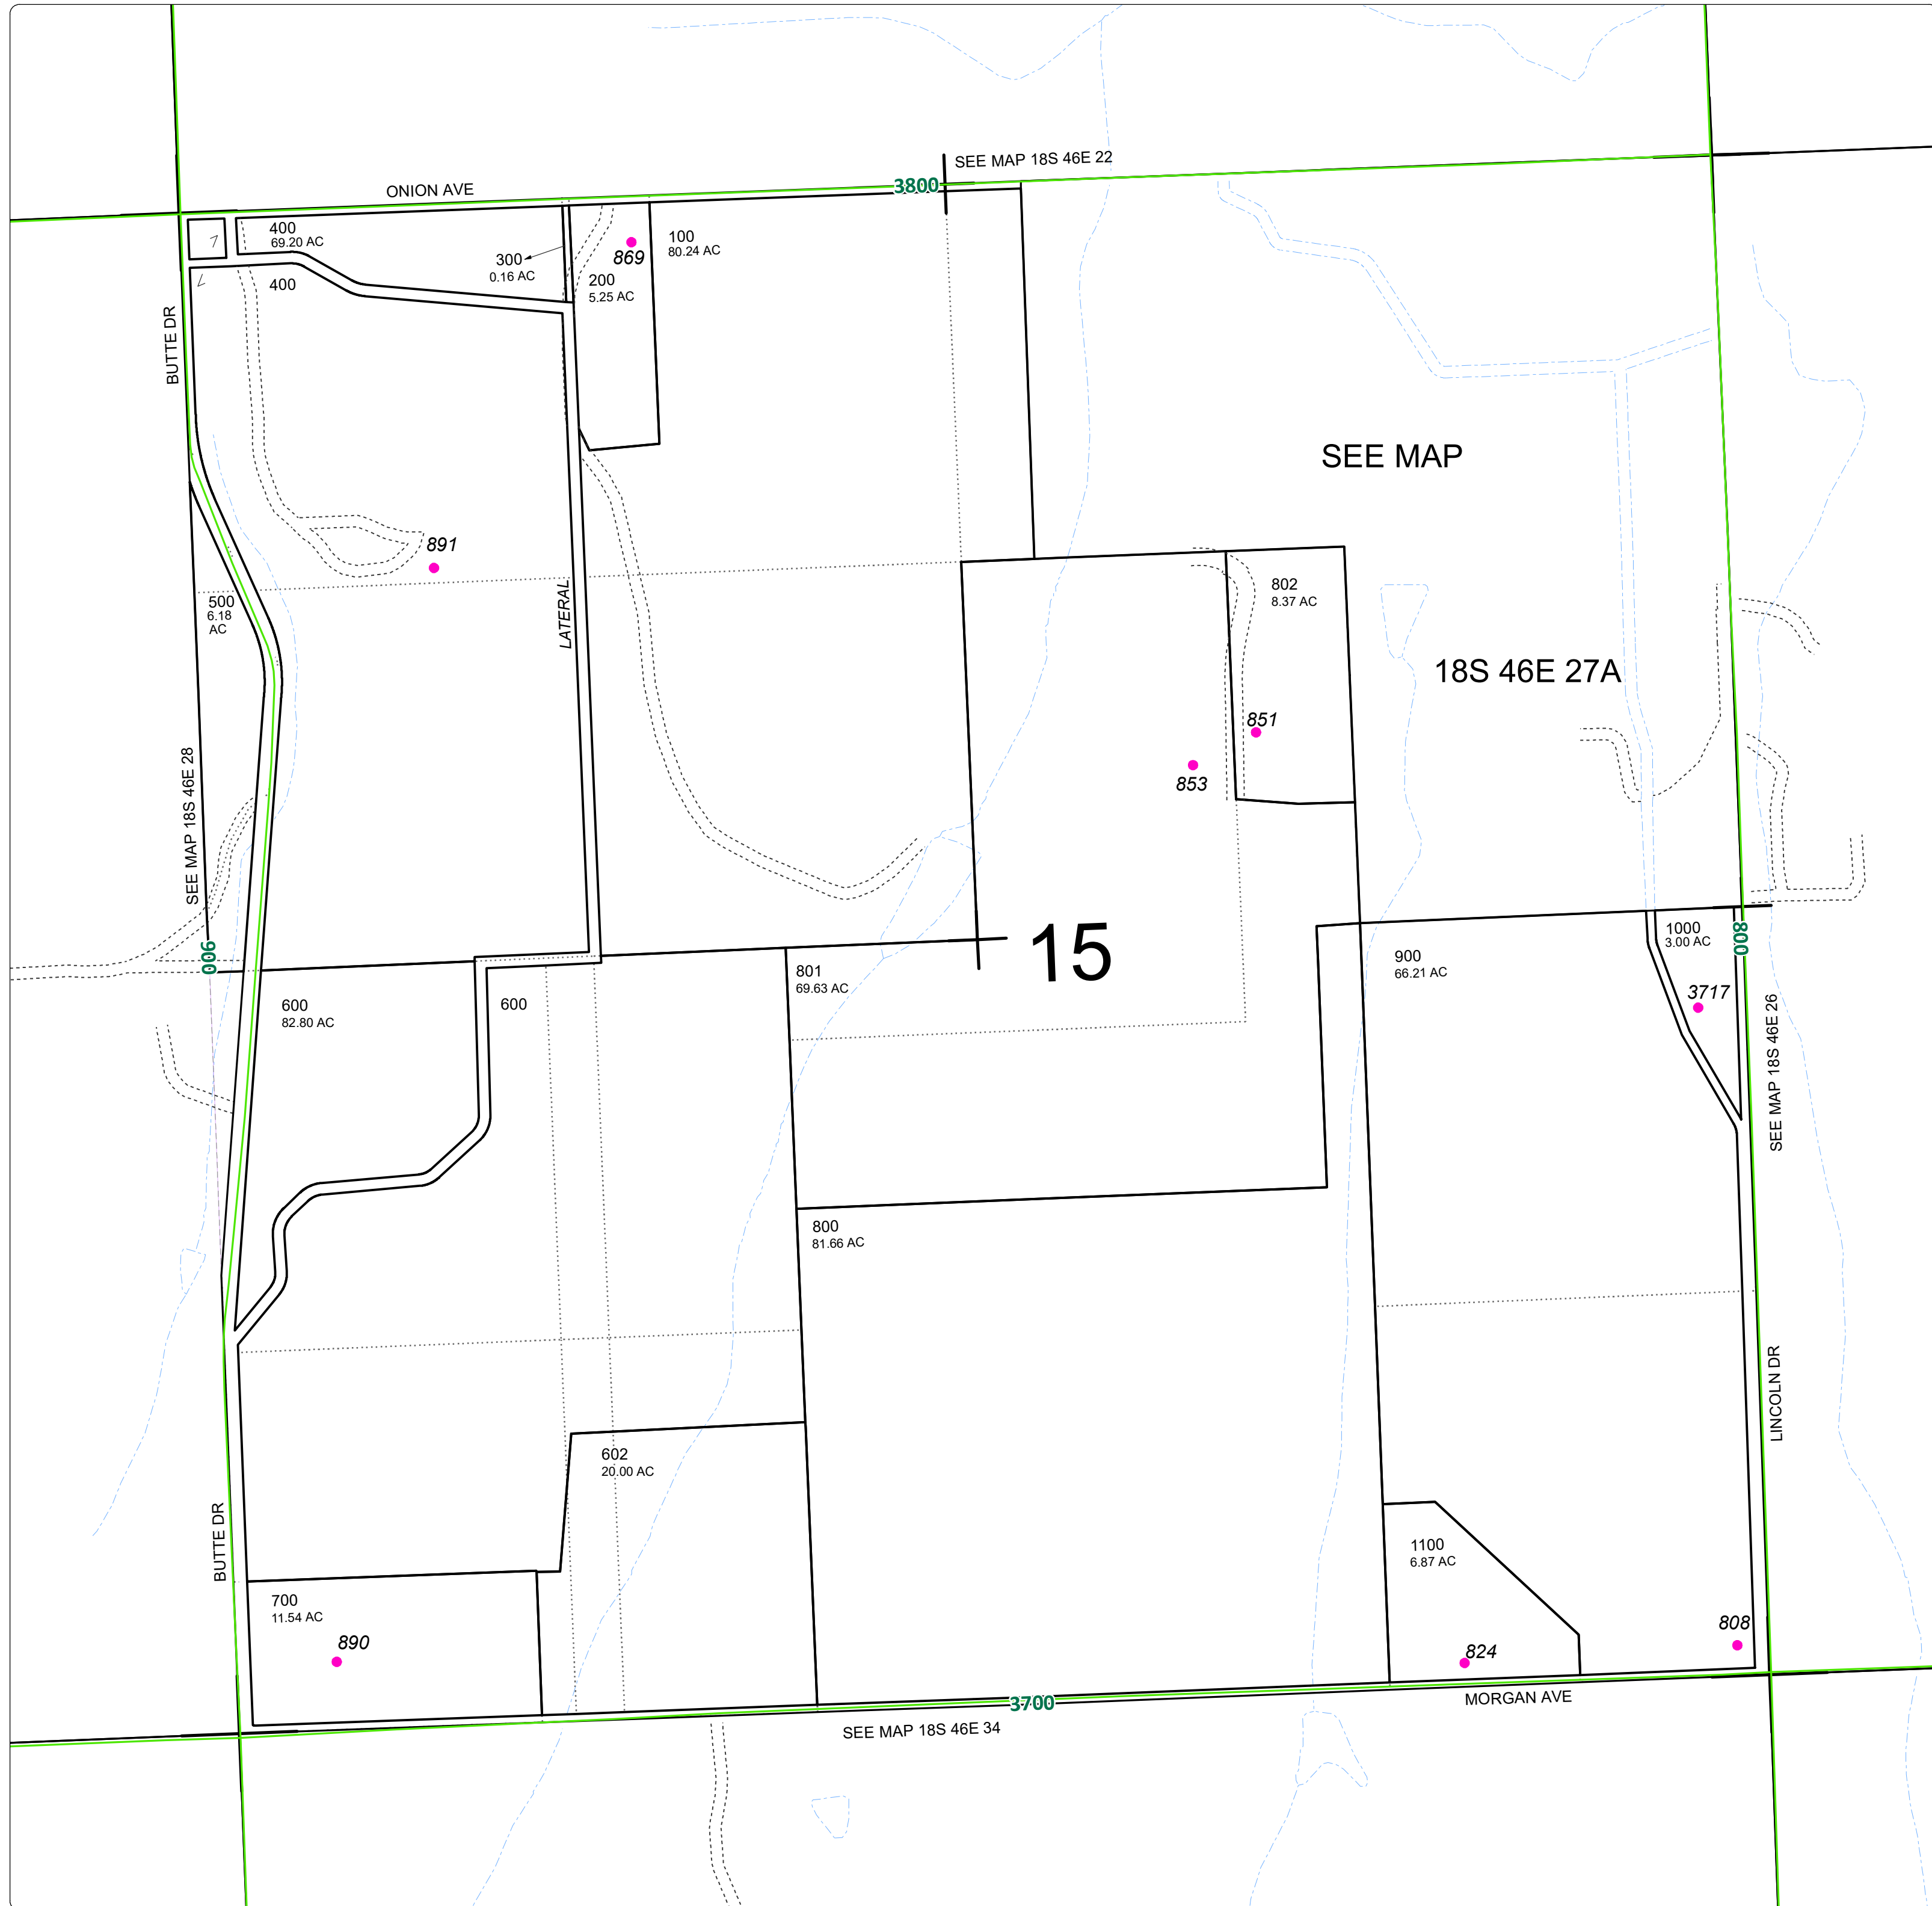 SEE MAP 18S 46E 22
3800
ONION AVE
400
69.20 AC
300
0.16 AC
869
200
5.25 AC
100
80.24 AC
400
BUTTE DR
SEE MAP
891
LATERAL
500
6.18
AC
802
8.37 AC
18S 46E 27A
851
853
SEE MAP 18S 46E 28
900
15
801
69.63 AC
900
66.21 AC
1000
3.00 AC
800
3717
600
82.80 AC
600
SEE MAP 18S 46E 26
800
81.66 AC
LINCOLN DR
602
20.00 AC
BUTTE DR
1100
6.87 AC
700
11.54 AC
890
824
808
3700
MORGAN AVE
SEE MAP 18S 46E 34